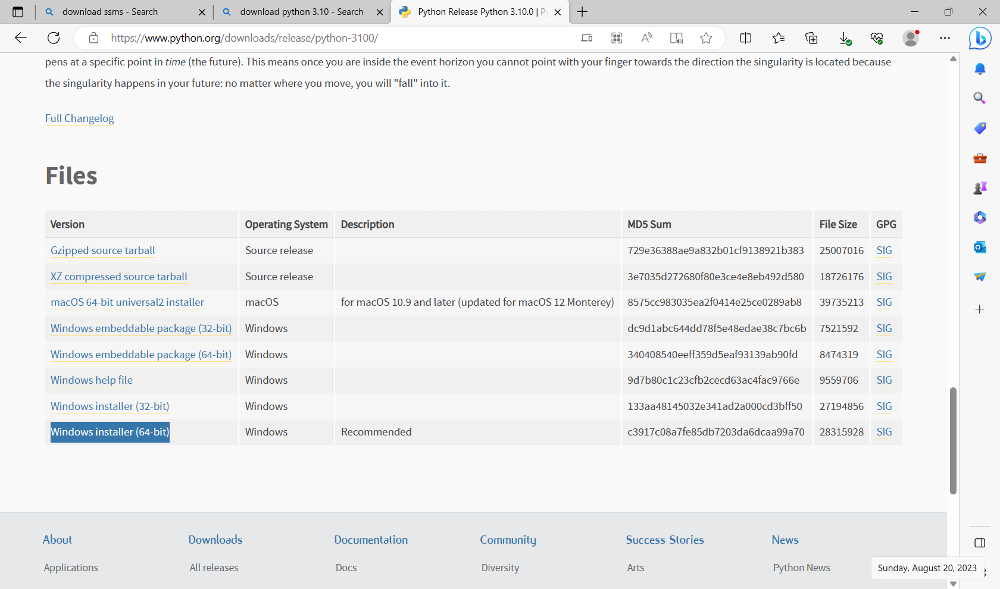 download ssms - Search
download python 3.10 - Search
Python Release Python 3.10.0 |
https://www.python.org/downloads/release/python-3100/
pens at a specific point in time (the future). This means once you are inside the event horizon you cannot point with your finger towards the direction the singularity is located because
the singularity happens in your future: no matter where you move, you will "fall" into it.
Full Changelog
Files
Version Operating System Description MD5 Sum File Size GPG
Gzipped source tarball Source release 729e36388ae9a832b01cf9138921b383 25007016 SIG
XZ compressed source tarball Source release 3e7035d272680f80e3ce4e8eb492d580 18726176 SIG
macOS 64-bit universal2 installer macOS for macOS 10.9 and later (updated for macOS 12 Monterey) 8575cc983035ea2f0414e25ce0289ab8 39735213 SIG
Windows embeddable package (32-bit) Windows dc9d1abc644dd78f5e48edae38c7bc6b 7521592 SIG
Windows embeddable package (64-bit) Windows 340408540eeff359d5eaf93139ab90fd 8474319 SIG
Windows help file Windows 9d7b80c1c23cfb2cecd63ac4fac9766e 9559706 SIG
Windows installer (32-bit) Windows 133aa48145032e341ad2a000cd3bff50 27194856 SIG
Windows installer (64-bit) Windows Recommended c3917c08a7fe85db7203da6dcaa99a70 28315928 SIG
About Downloads Documentation Community Success Stories News
Applications All releases Docs Diversity Arts Python News
Sunday, August 20, 2023